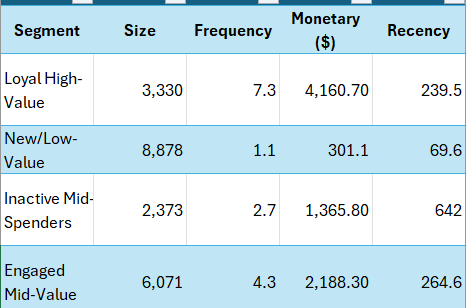 Segment Size Frequency Monetary ($) Recency
Loyal High-Value 3,330 7.3 4,160.70 239.5
New/Low-Value 8,878 1.1 301.1 69.6
Inactive Mid-Spenders 2,373 2.7 1,365.80 642
Engaged Mid-Value 6,071 4.3 2,188.30 264.6